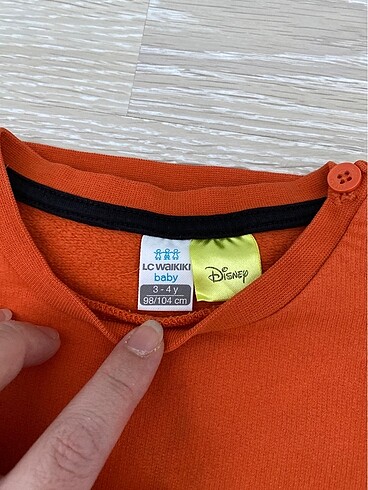 LC WAIKIKI
baby
3 - 4 y
98/104 cm
Disney